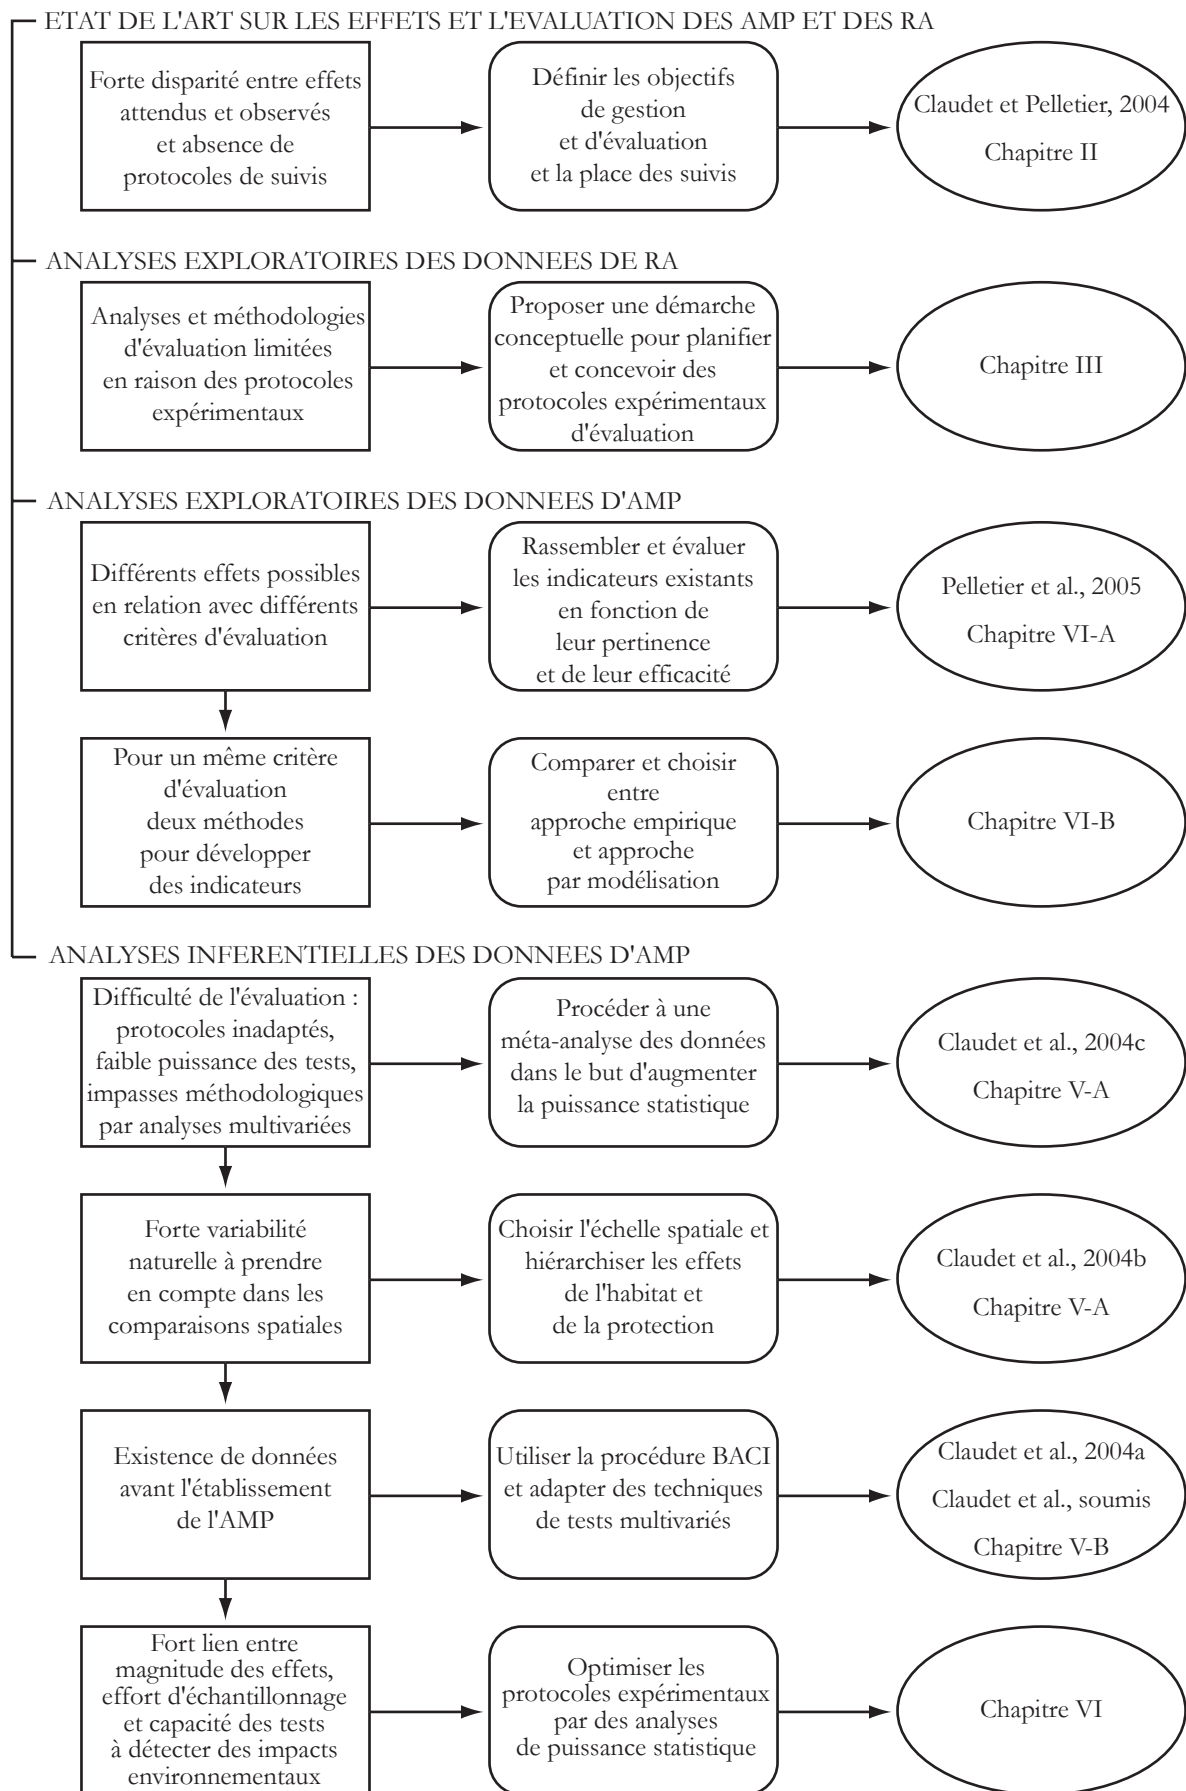 ETAT DE L'ART SUR LES EFFETS ET L'EVALUATION DES AMP ET DES RA
Forte disparité entre effets
attendus et observés
et absence de
protocoles de suivis
Définir les objectifs
de gestion
et d'évaluation
et la place des suivis
Claudet et Pelletier, 2004
Chapitre II
ANALYSES EXPLORATOIRES DES DONNEES DE RA
Analyses et méthodologies
d'évaluation limitées
en raison des protocoles
expérimentaux
Proposer une démarche
conceptuelle pour planifier
et concevoir des
protocoles expérimentaux
d'évaluation
Chapitre III
ANALYSES EXPLORATOIRES DES DONNEES D'AMP
Différents effets possibles
en relation avec différents
critères d'évaluation
Rassembler et évaluer
les indicateurs existants
en fonction de
leur pertinence
et de leur efficacité
Pelletier et al., 2005
Chapitre VI-A
Pour un même critère
d'évaluation
deux méthodes
pour développer
des indicateurs
Comparer et choisir
entre
approche empirique
et approche
par modélisation
Chapitre VI-B
ANALYSES INFERENTIELLES DES DONNEES D'AMP
Difficulté de l'évaluation :
protocoles inadaptés,
faible puissance des tests,
impasses méthodologiques
par analyses multivariées
Procéder à une
méta-analyse des données
dans le but d'augmenter
la puissance statistique
Claudet et al., 2004c
Chapitre V-A
Forte variabilité
naturelle à prendre
en compte dans les
comparaisons spatiales
Choisir l'échelle spatiale et
hiérarchiser les effets
de l'habitat et
de la protection
Claudet et al., 2004b
Chapitre V-A
Existence de données
avant l'établissement
de l'AMP
Utiliser la procédure BACI
et adapter des techniques
de tests multivariés
Claudet et al., 2004a
Claudet et al., soumis
Chapitre V-B
Fort lien entre
magnitude des effets,
effort d'échantillonnage
et capacité des tests
à détecter des impacts
environnementaux
Optimiser les
protocoles expérimentaux
par des analyses
de puissance statistique
Chapitre VI